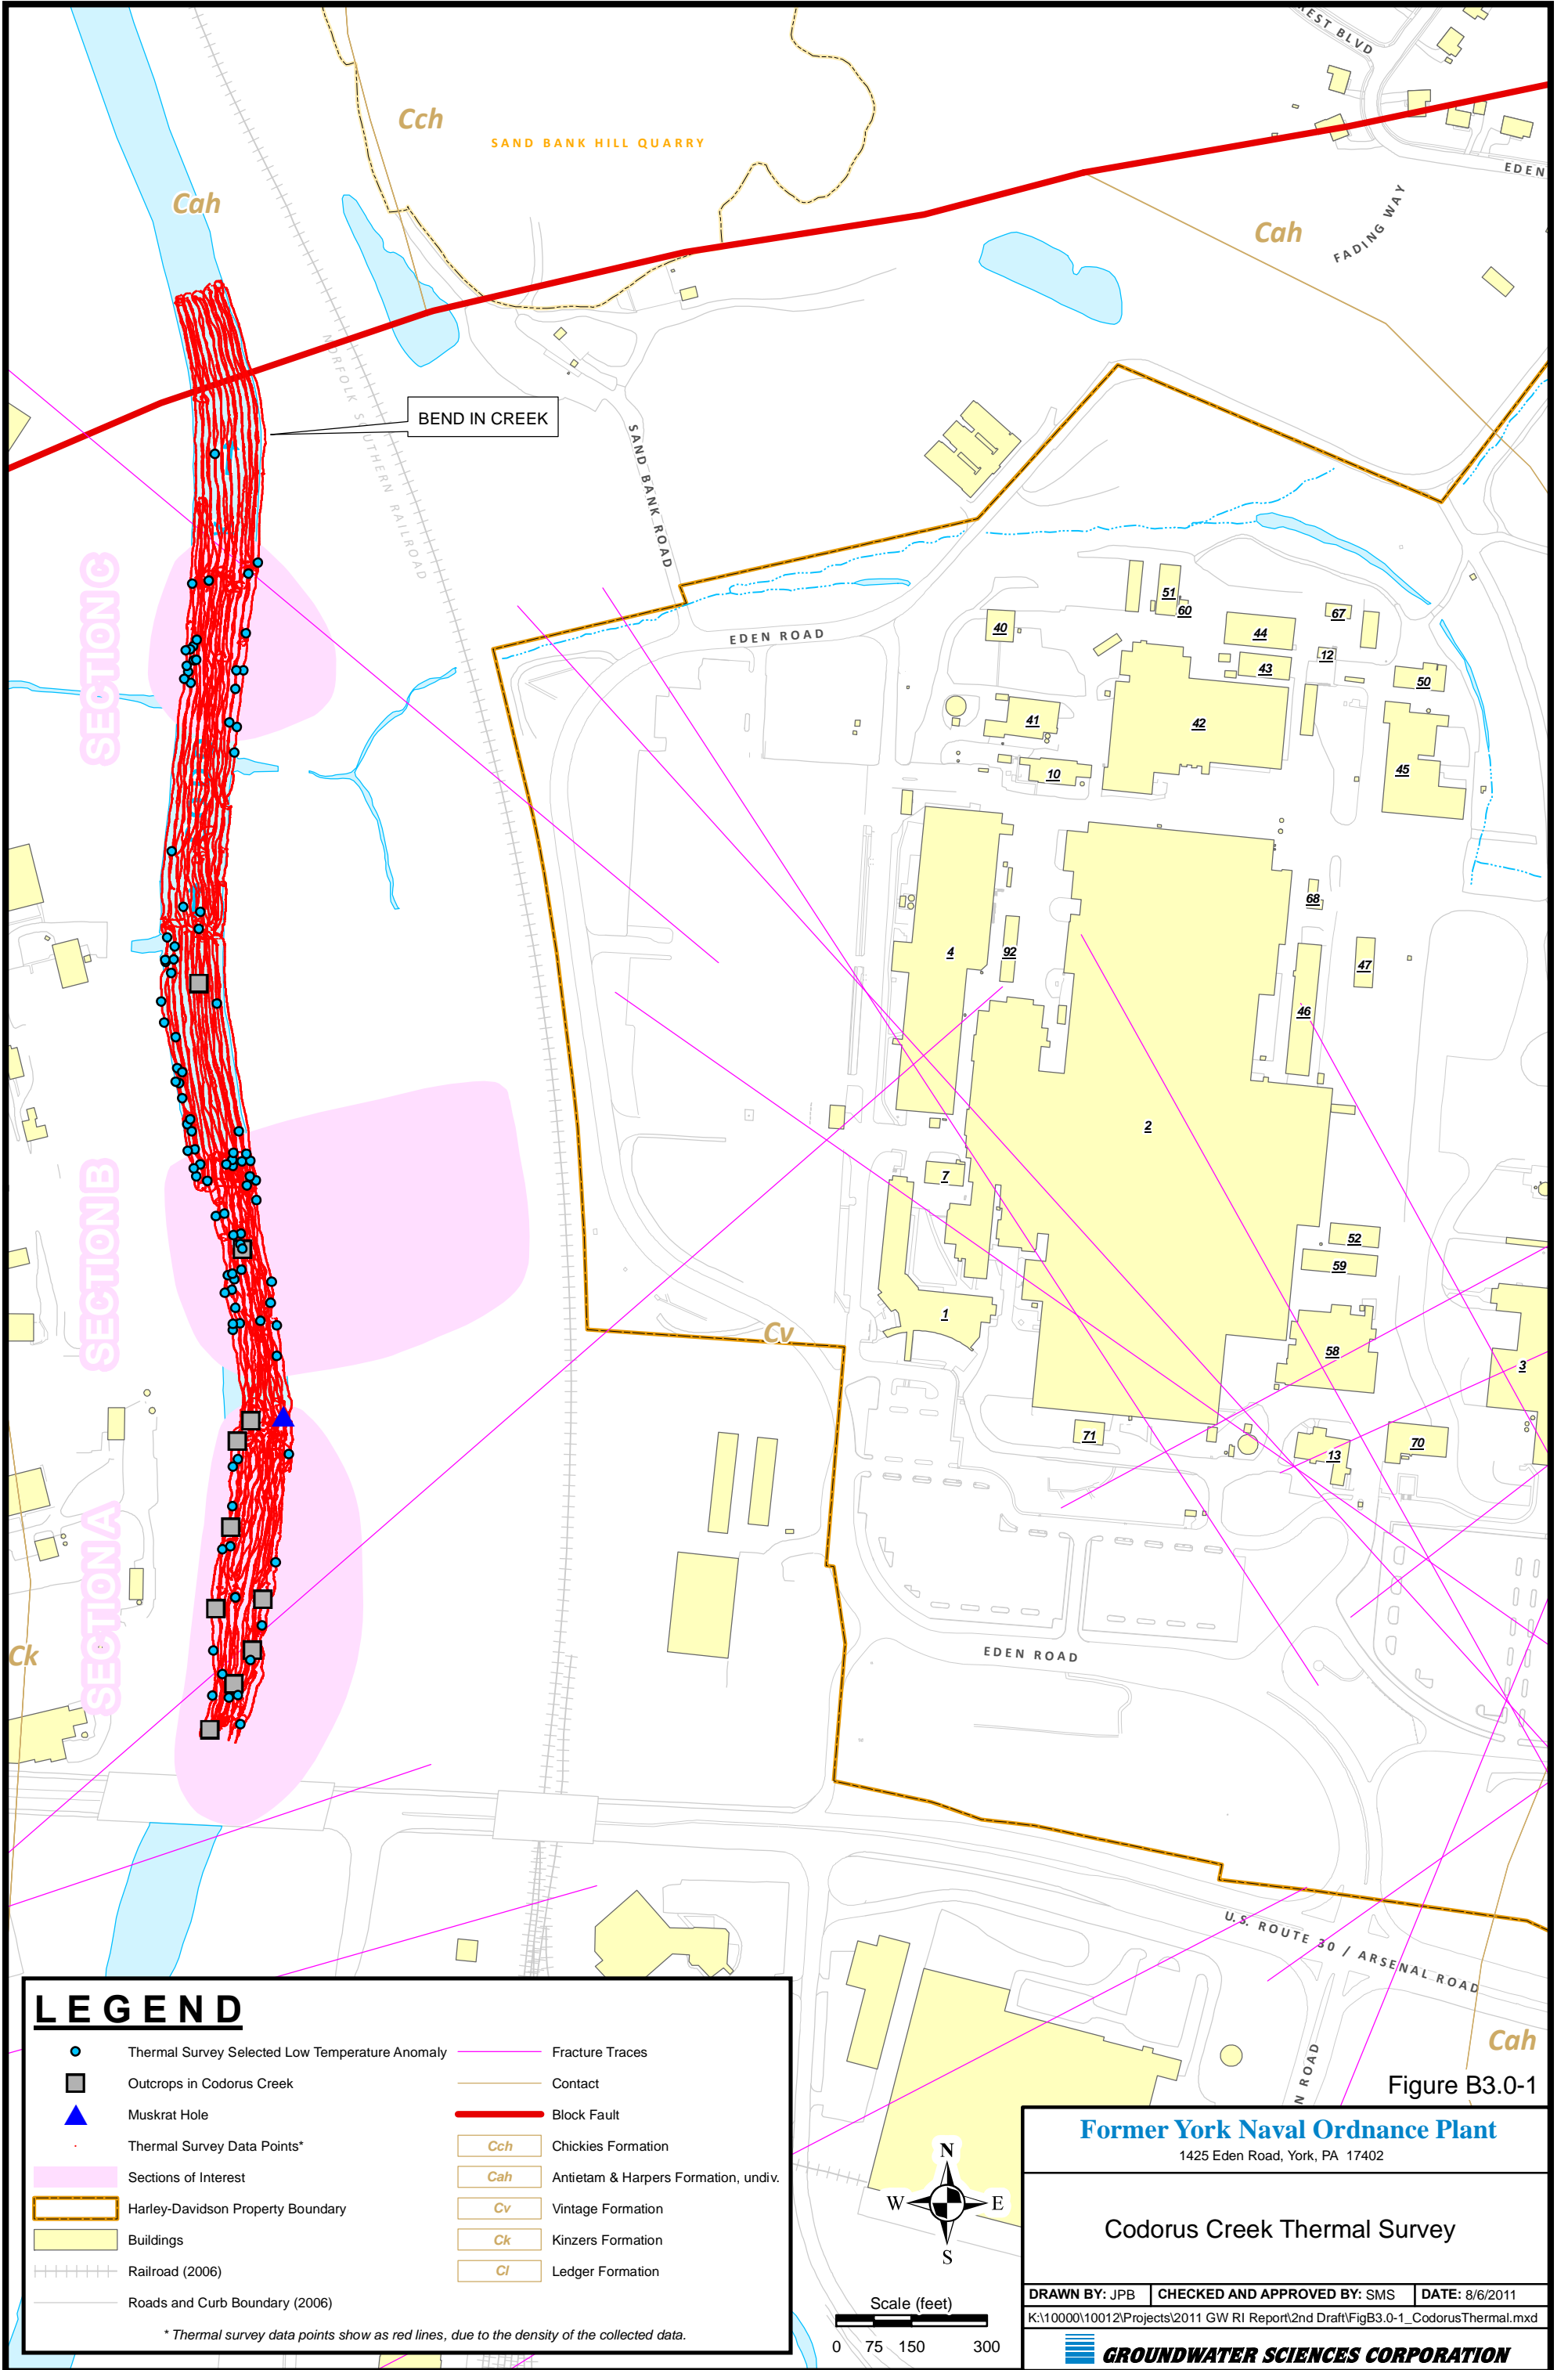 REST BLVD
Cch
SAND BANK HILL QUARRY
EDEN
Cah
Cah
FADING WAY
NORFOLK SOUTHERN RAILROAD
BEND IN CREEK
SAND BANK ROAD
SECTION C
51
60
67
40
44
EDEN ROAD
12
43
50
41
42
10
45
68
4
92
47
46
2
SECTION B
7
52
59
1
Cv
58
3
71
13
70
SECTION A
Ck
EDEN ROAD
U.S. ROUTE 30 / ARSENAL ROAD
N ROAD
Cah
LEGEND
Thermal Survey Selected Low Temperature Anomaly
Outcrops in Codorus Creek
Muskrat Hole
Thermal Survey Data Points*
Sections of Interest
Harley-Davidson Property Boundary
Buildings
Railroad (2006)
Roads and Curb Boundary (2006)
Fracture Traces
Contact
Block Fault
Cch Chickies Formation
Cah Antietam & Harpers Formation, undiv.
Cv Vintage Formation
Ck Kinzers Formation
Cl Ledger Formation
* Thermal survey data points show as red lines, due to the density of the collected data.
N
W E
S
Scale (feet)
0 75 150 300
Figure B3.0-1
Former York Naval Ordnance Plant
1425 Eden Road, York, PA 17402
Codorus Creek Thermal Survey
DRAWN BY: JPB CHECKED AND APPROVED BY: SMS DATE: 8/6/2011
K:\10000\10012\Projects\2011 GW RI Report\2nd Draft\FigB3.0-1_CodorusThermal.mxd
GROUNDWATER SCIENCES CORPORATION